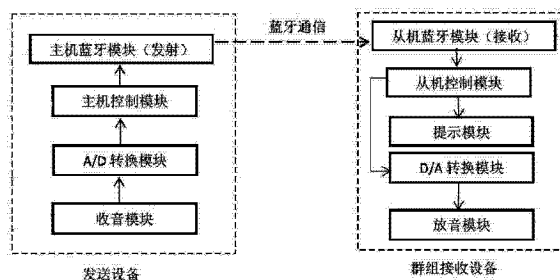 蓝牙通信
主机蓝牙模块（发射）
主机控制模块
A/D 转换模块
收音模块
发送设备
从机蓝牙模块（接收）
从机控制模块
提示模块
D/A 转换模块
放音模块
群组接收设备